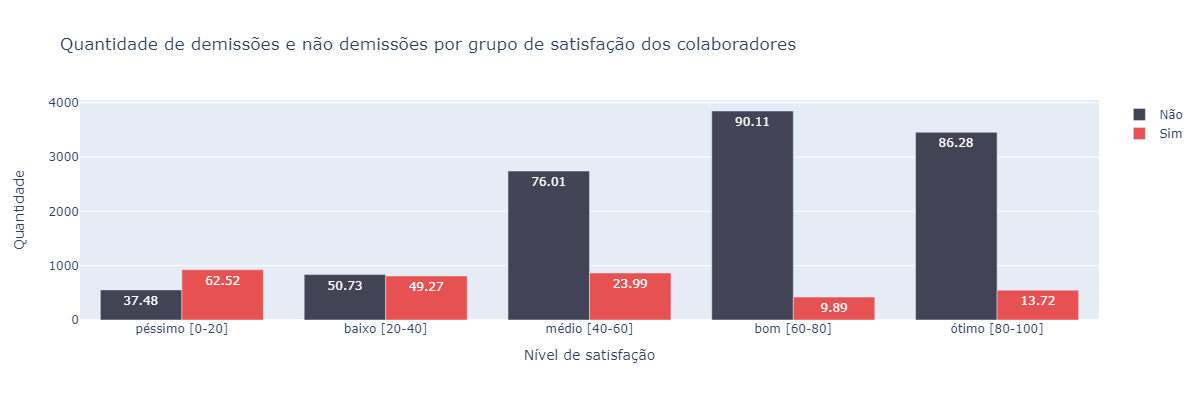 Quantidade de demissões e não demissões por grupo de satisfação dos colaboradores
Quantidade
4000
3000
2000
1000
0
37.48
62.52
50.73
49.27
76.01
23.99
90.11
9.89
86.28
13.72
péssimo [0-20]
baixo [20-40]
médio [40-60]
bom [60-80]
ótimo [80-100]
Nível de satisfação
Não
Sim